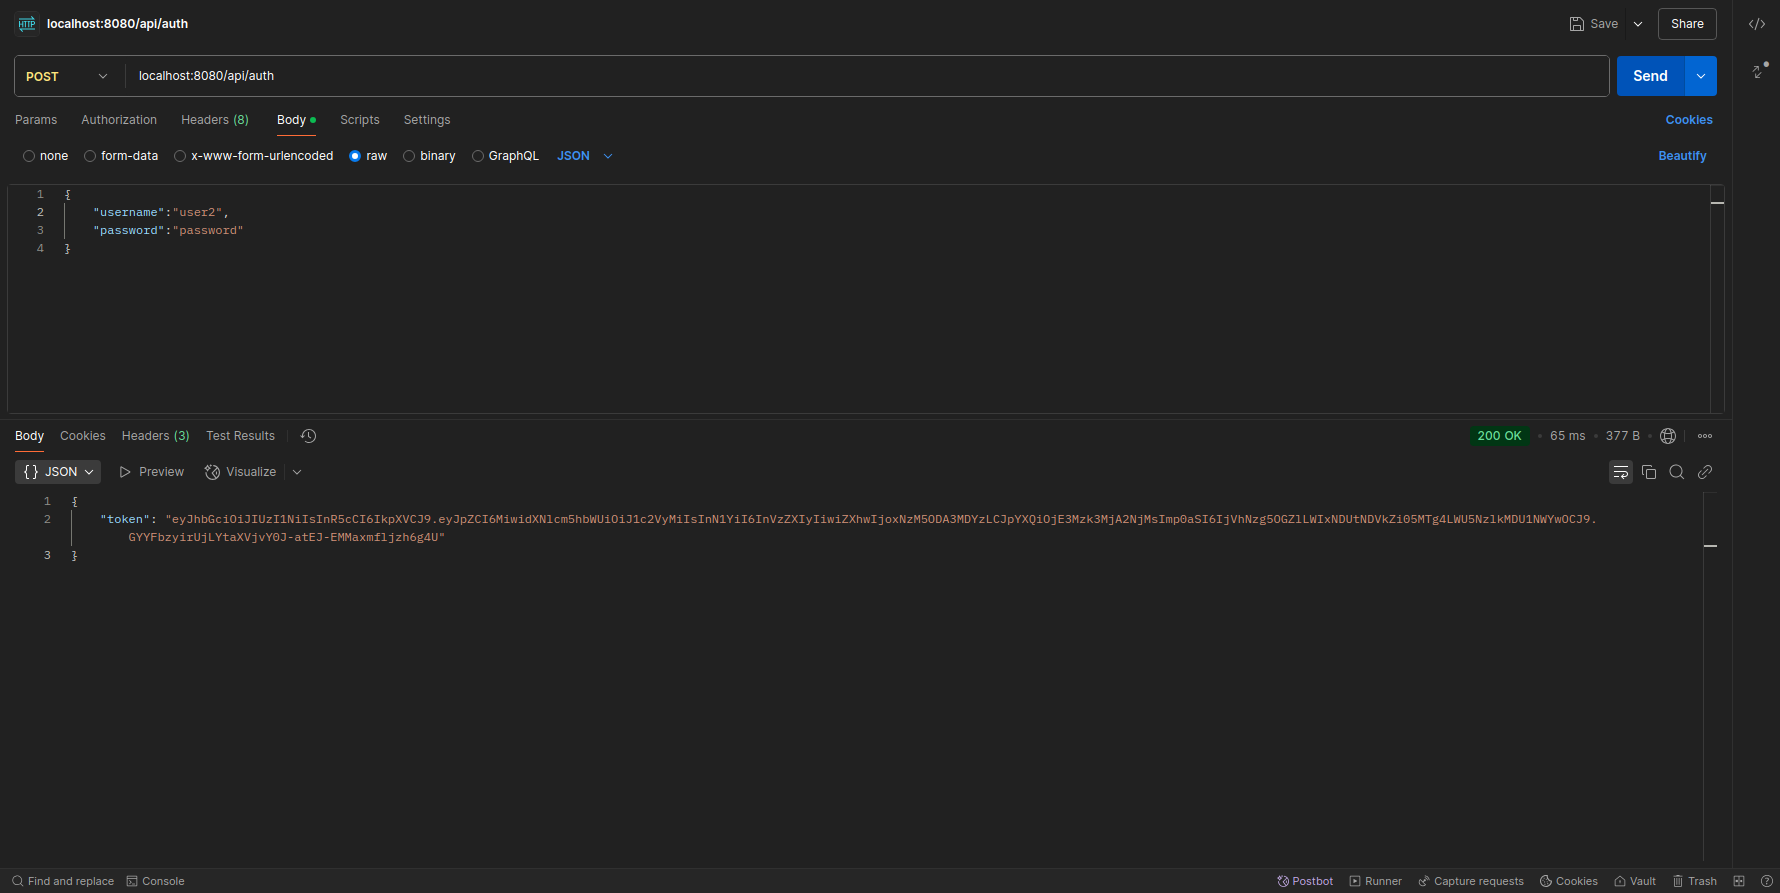 HTTP localhost:8080/api/auth Save Share
POST localhost:8080/api/auth Send
Params Authorization Headers (8) Body Scripts Settings Cookies
none form-data x-www-form-urlencoded raw binary GraphQL JSON Beautify
1 {
2 "username":"user2",
3 "password":"password"
4 }
Body Cookies Headers (3) Test Results 200 OK 65 ms 377 B
{} JSON Preview Visualize
1 {
2 "token": "eyJhbGciOiJIUzI1NiIsInR5cCI6IkpXVCJ9.eyJpZCI6MiwidXNlcm5hbWUiOiJ1c2VyMiIsInN1YiI6InVzZXIyIiwiZXhwIjoxNzM5ODA3MDYzLCJpYXQiOjE3Mzk3MjA2NjMsImp0aSI6IjVhNzg5OGZlLWIxNDUtNDVkZi05MTg4LWU5NzlkMDU1NWYwOCJ9.
GYYFbzyirUjLYtaXVjvY0J-atEJ-EMMaxmfljzh6g4U"
3 }
Find and replace Console Postbot Runner Capture requests Cookies Vault Trash